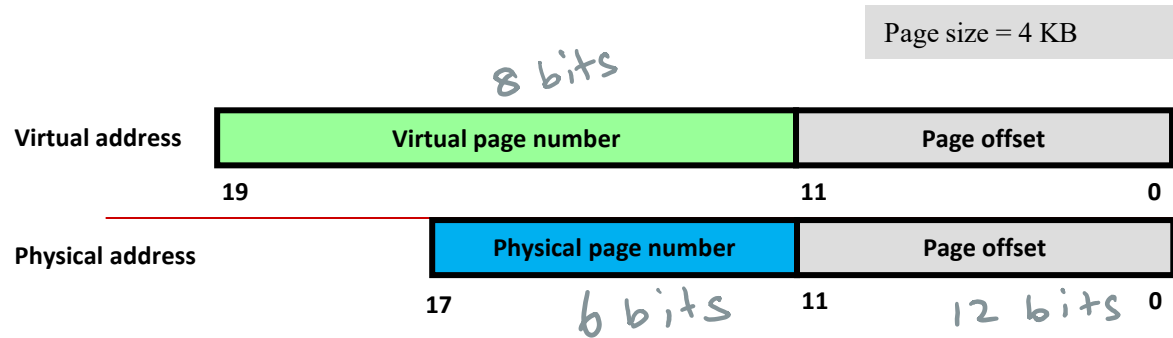 Page size = 4 KB
8 bits
Virtual address Virtual page number Page offset
19 11 0
Physical address Physical page number Page offset
17 6 bits 11 12 bits 0